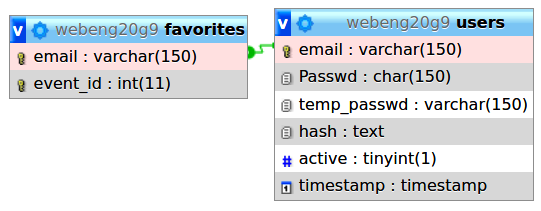 v webeng20g9 favorites
email : varchar(150)
event_id : int(11)
v webeng20g9 users
email : varchar(150)
Passwd : char(150)
temp_passwd : varchar(150)
hash : text
# active : tinyint(1)
timestamp : timestamp